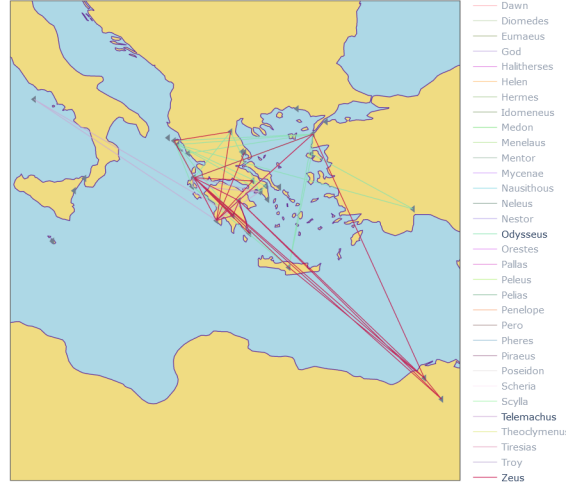 Dawn
Diomedes
Eumaeus
God
Halitherses
Helen
Hermes
Idomeneus
Medon
Menelaus
Mentor
Mycenae
Nausithous
Neleus
Nestor
Odysseus
Orestes
Pallas
Peleus
Pelias
Penelope
Pero
Pheres
Piraeus
Poseidon
Scheria
Scylla
Telemachus
Theoclymenus
Tiresias
Troy
Zeus